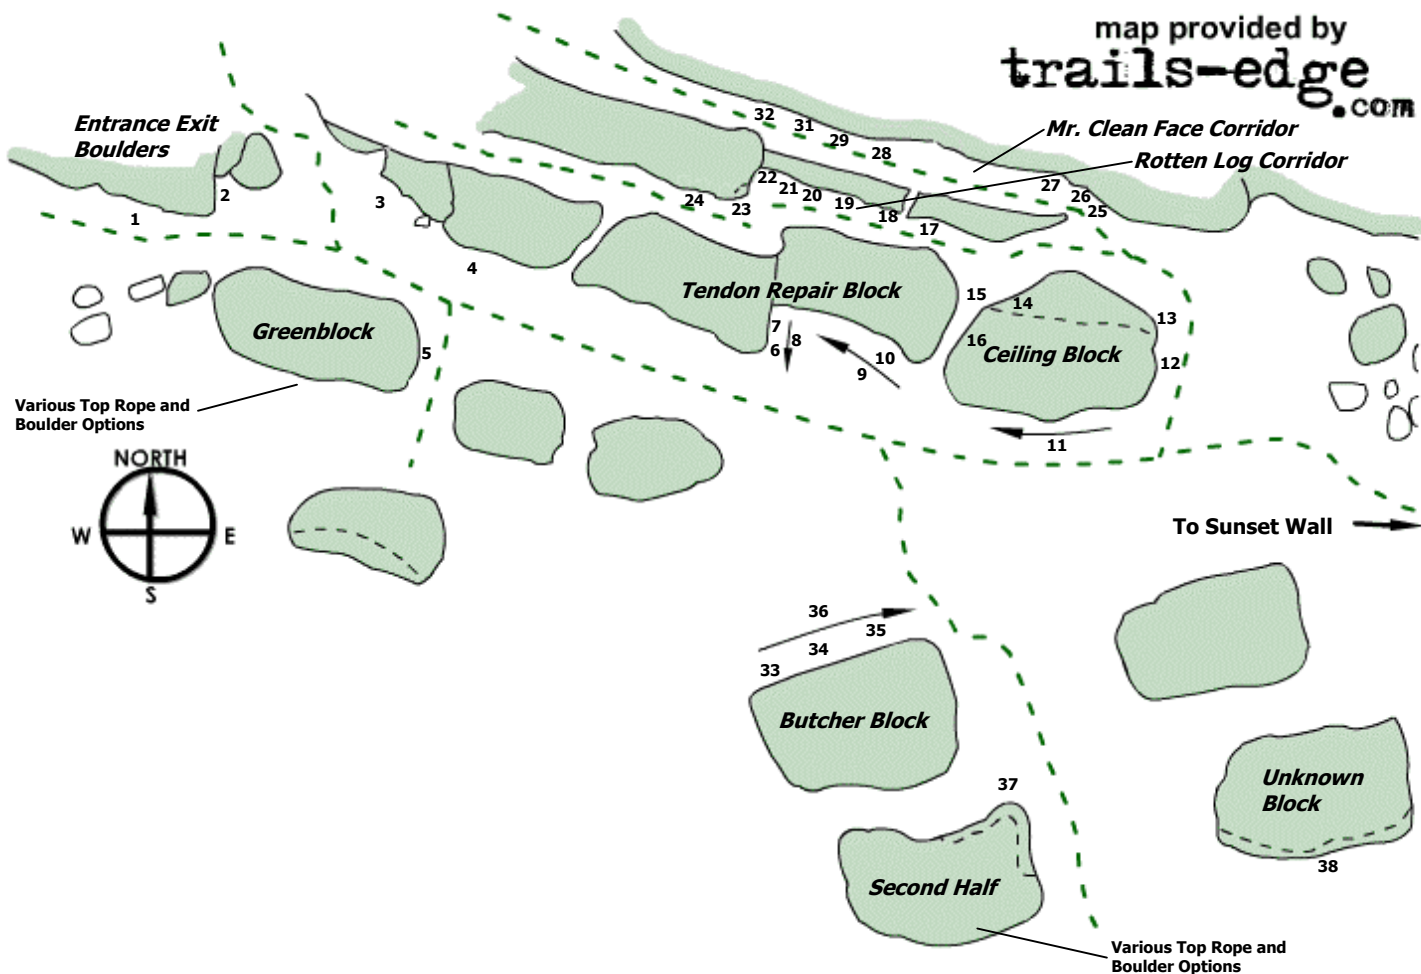 map provided by
trails-edge
.com
Entrance Exit
Boulders
Mr. Clean Face Corridor
Rotten Log Corridor
32
31
29
28
27
26
25
22
21
20
19
18
17
24
23
1
2
3
4
5
Greenblock
Tendon Repair Block
Ceiling Block
15
14
13
16
12
7
8
6
10
9
11
Various Top Rope and
Boulder Options
NORTH
W
E
S
To Sunset Wall
36
35
34
33
Butcher Block
37
Second Half
Unknown
Block
38
Various Top Rope and
Boulder Options